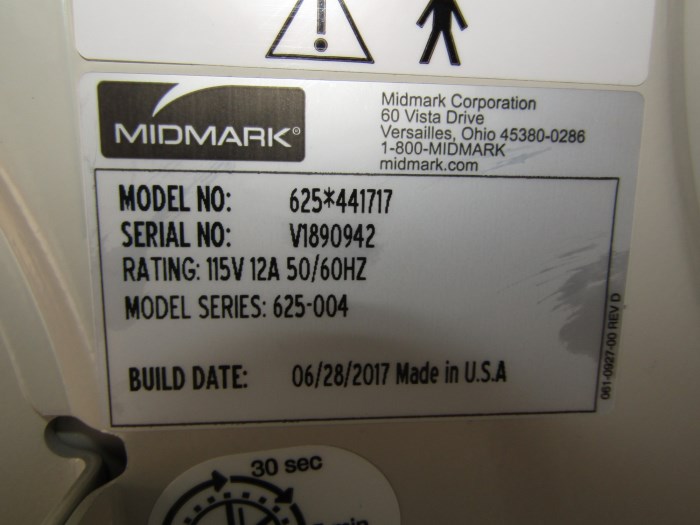 MIDMARK®
Midmark Corporation
60 Vista Drive
Versailles, Ohio 45380-0286
1-800-MIDMARK
midmark.com
MODEL NO: 625*441717
SERIAL NO: V1890942
RATING: 115V 12A 50/60HZ
MODEL SERIES: 625-004
BUILD DATE: 06/28/2017 Made in U.S.A
061-0927-00 REV D
30 sec
min